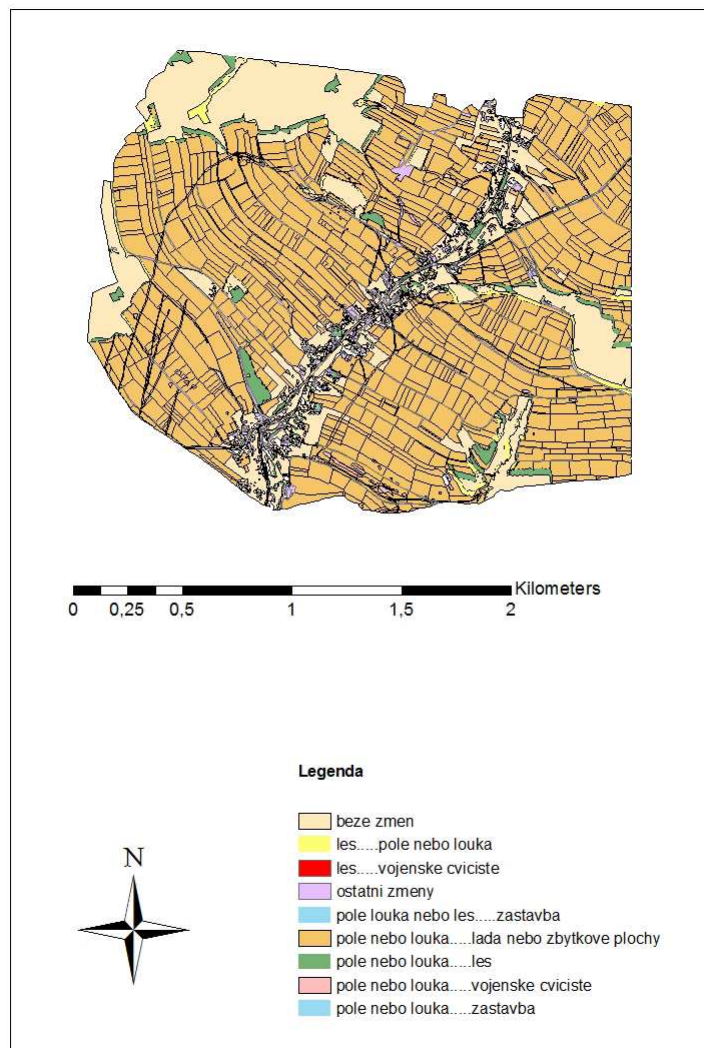 Kilometers
0 0,25 0,5 1 1,5 2
Legenda
beze zmen
les.....pole nebo louka
les....vojenske cviciste
ostatni zmeny
pole louka nebo les.....zastavba
pole nebo louka.....lada nebo zbytkove plochy
pole nebo louka.....les
pole nebo louka.....vojenske cviciste
pole nebo louka.....zastavba
N